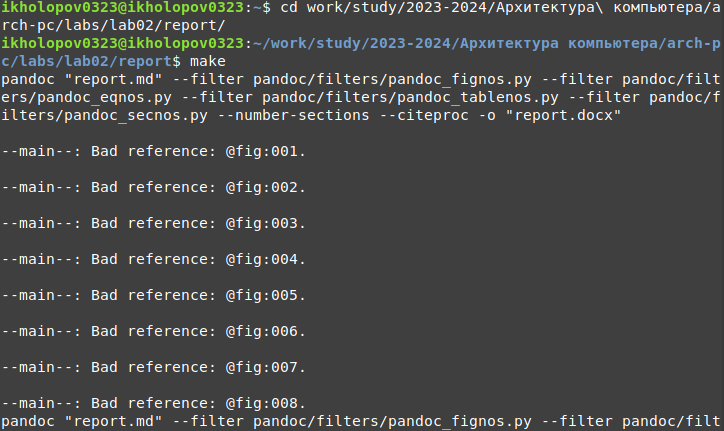 ikholopov0323@ikholopov0323:~$ cd work/study/2023-2024/Архитектура\ компьютера/a
rch-pc/labs/lab02/report/
ikholopov0323@ikholopov0323:~/work/study/2023-2024/Архитектура компьютера/arch-p
c/labs/lab02/report$ make
pandoc "report.md" --filter pandoc/filters/pandoc_fignos.py --filter pandoc/filt
ers/pandoc_eqnos.py --filter pandoc/filters/pandoc_tablenos.py --filter pandoc/f
ilters/pandoc_secnos.py --number-sections --citeproc -o "report.docx"
--main--: Bad reference: @fig:001.
--main--: Bad reference: @fig:002.
--main--: Bad reference: @fig:003.
--main--: Bad reference: @fig:004.
--main--: Bad reference: @fig:005.
--main--: Bad reference: @fig:006.
--main--: Bad reference: @fig:007.
--main--: Bad reference: @fig:008.
pandoc "report.md" --filter pandoc/filters/pandoc_fignos.py --filter pandoc/filt